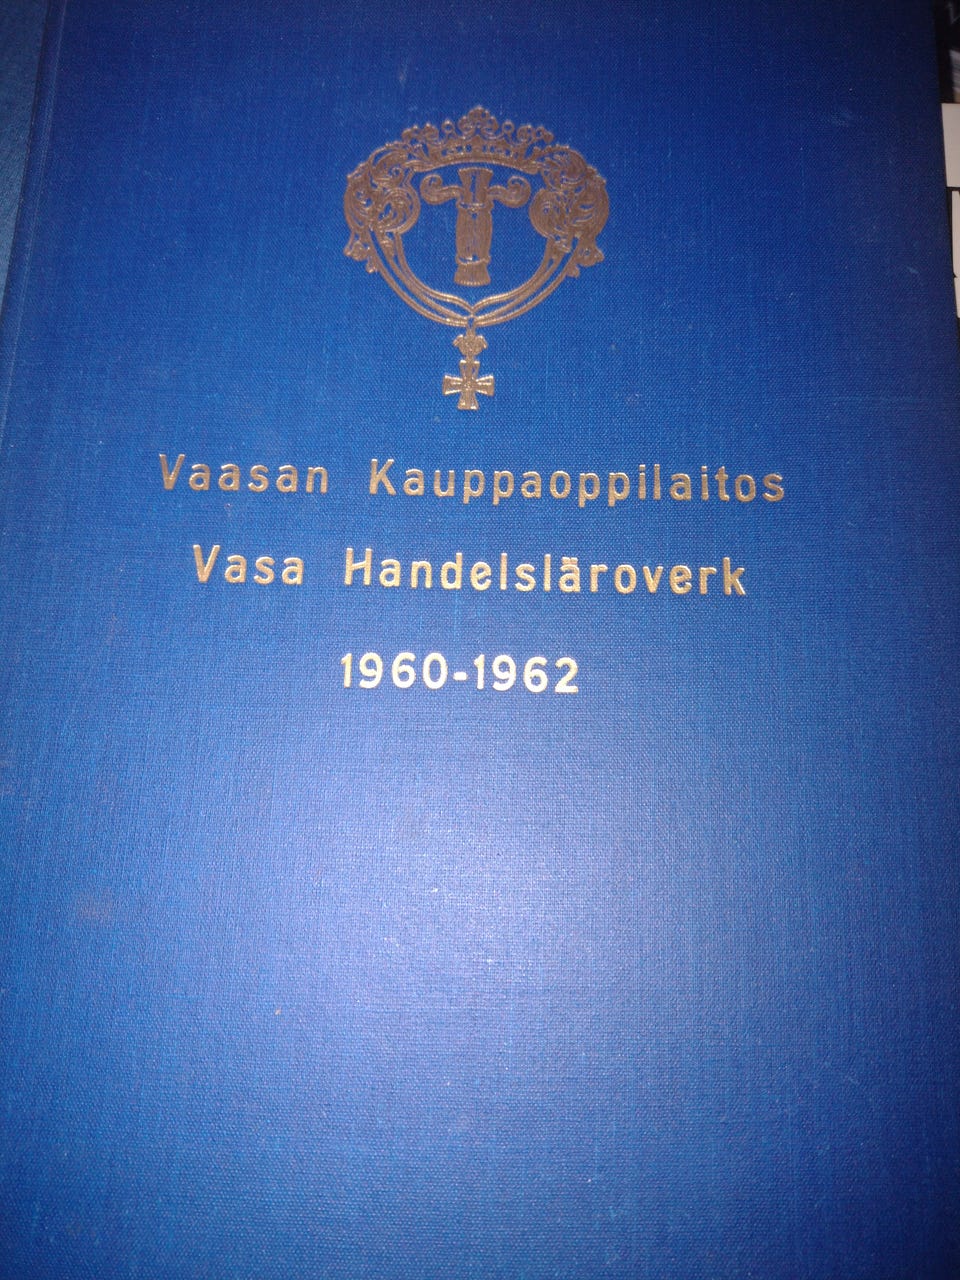 Vaasan Kauppaoppilaitos
Vasa Handelsläroverk
1960-1962